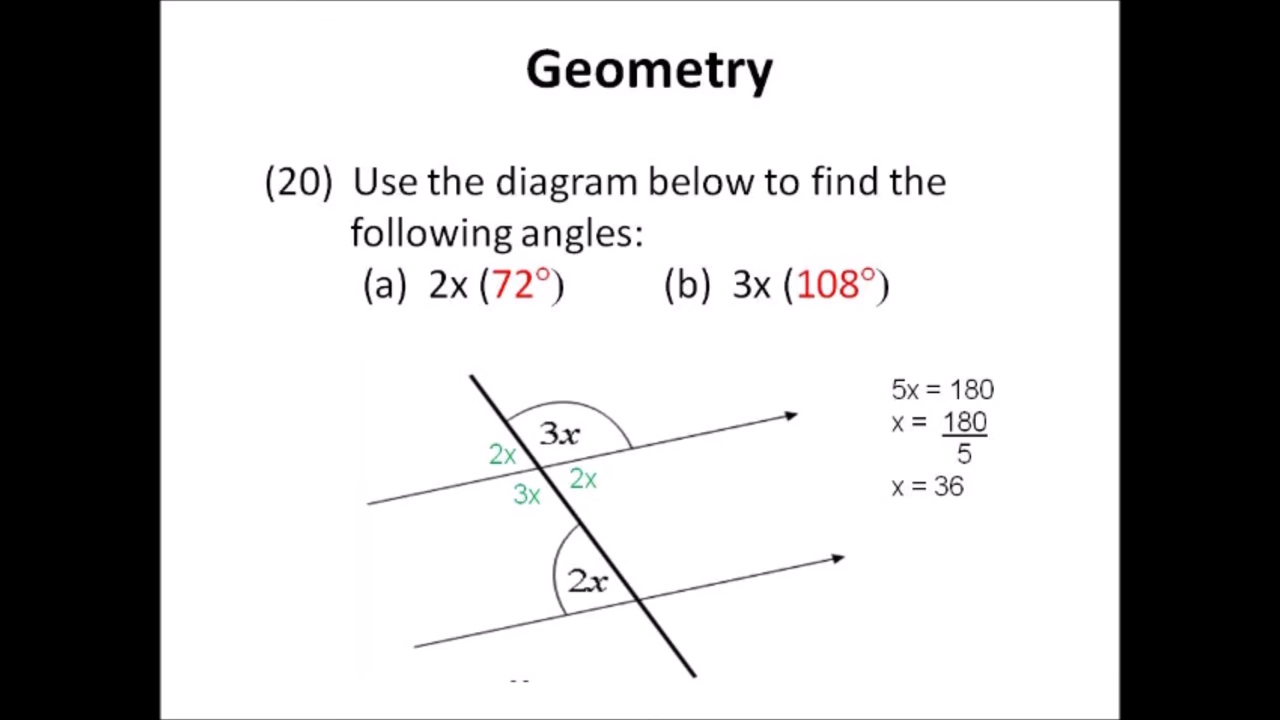 Geometry
(20) Use the diagram below to find the
following angles:
(a) 2x (72°) (b) 3x (108°)
5x = 180
x = 180
5
x = 36
3x
2x
2x
3x
2x